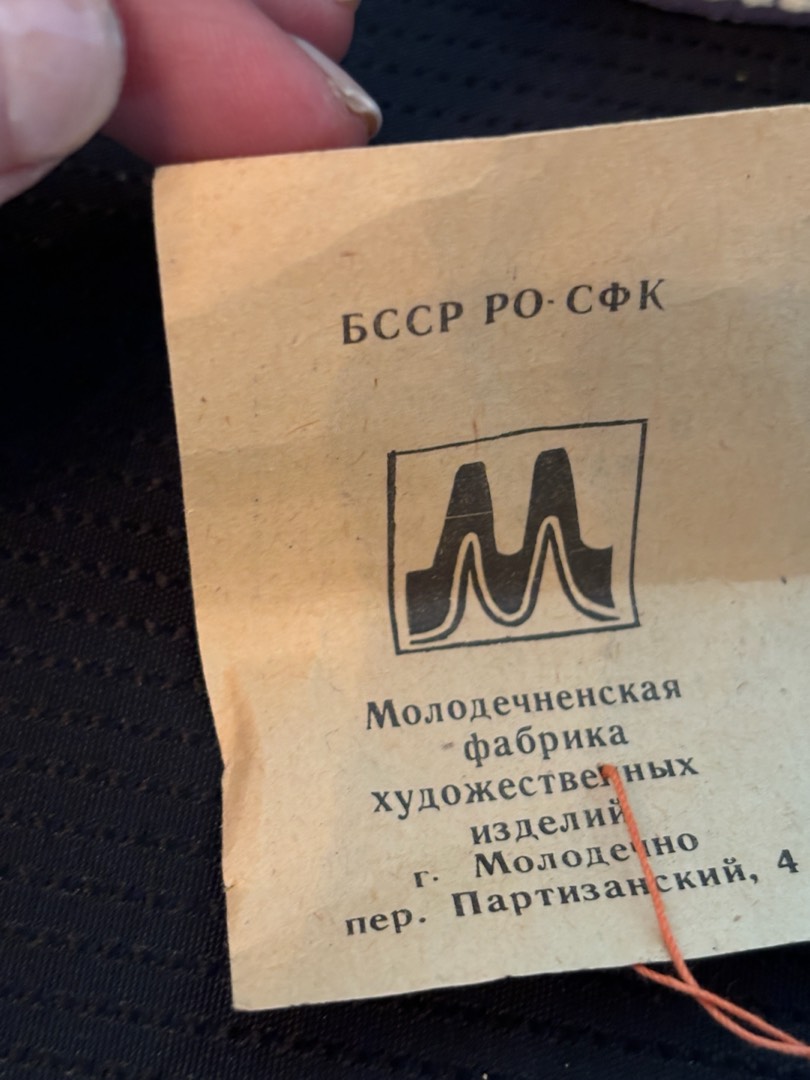 БССР РО·СФК
Молодечненская
фабрика
художественных
изделий
г. Молодечно
пер. Партизанский, 4